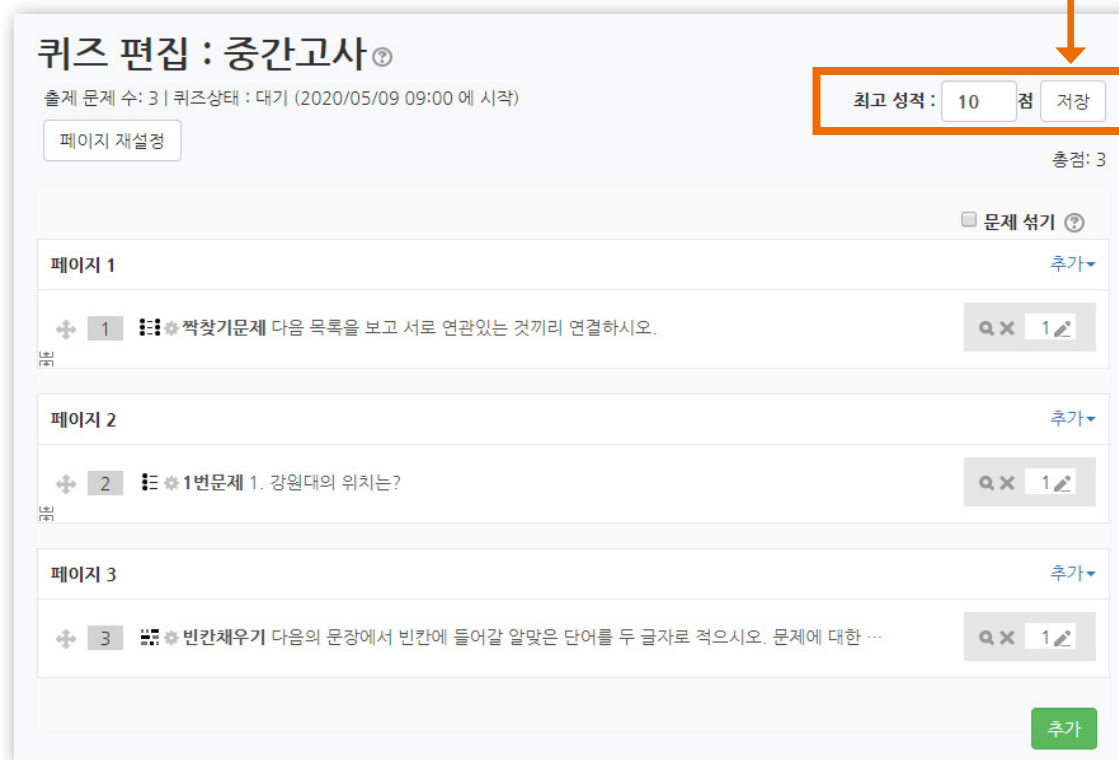 퀴즈 편집 : 중간고사
출제 문제 수: 3 | 퀴즈상태 : 대기 (2020/05/09 09:00 에 시작)
최고 성적 : 10 점 저장
페이지 재설정
총점: 3
문제 섞기
페이지 1 추가
1 짝찾기문제 다음 목록을 보고 서로 연관있는 것끼리 연결하시오. 1
페이지 2 추가
2 1번문제 1. 강원대의 위치는? 1
페이지 3 추가
3 빈칸채우기 다음의 문장에서 빈칸에 들어갈 알맞은 단어를 두 글자로 적으시오. 문제에 대한 ... 1
추가